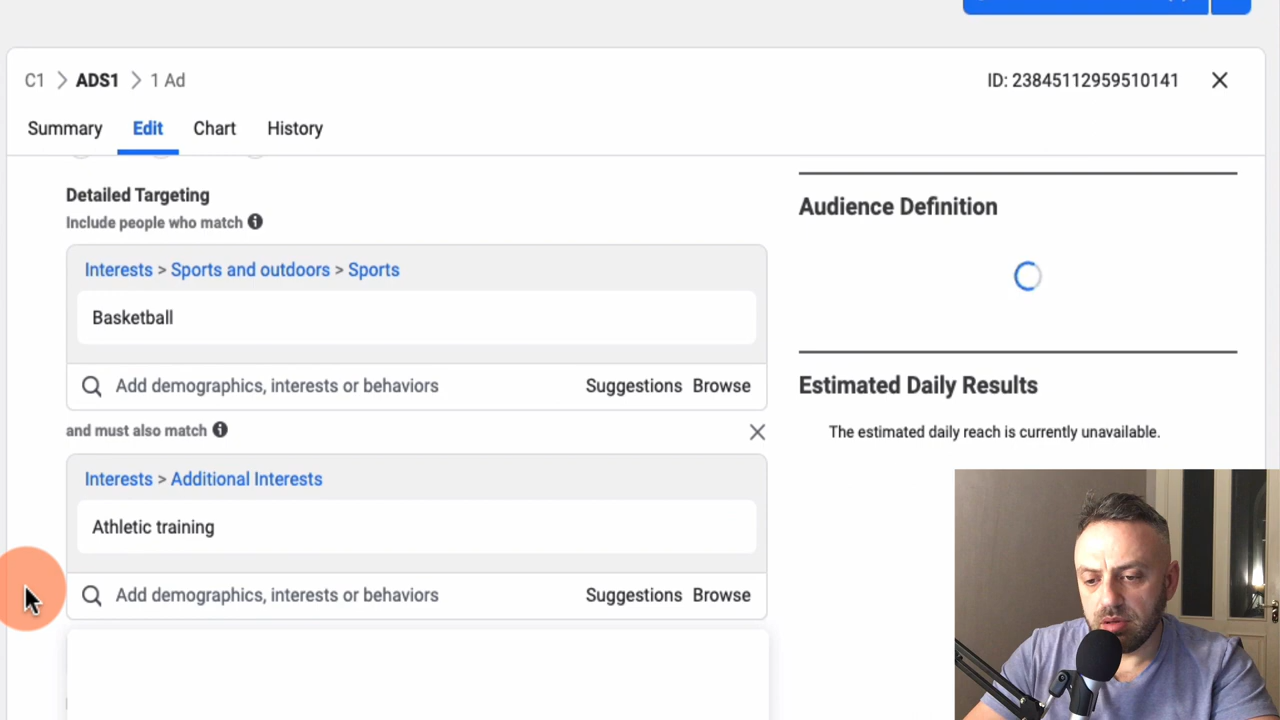 C1 > ADS1 > 1 Ad
ID: 23845112959510141
Summary Edit Chart History
Detailed Targeting
Include people who match
Interests > Sports and outdoors > Sports
Basketball
Add demographics, interests or behaviors Suggestions Browse
and must also match
Interests > Additional Interests
Athletic training
Add demographics, interests or behaviors Suggestions Browse
Audience Definition
Estimated Daily Results
The estimated daily reach is currently unavailable.